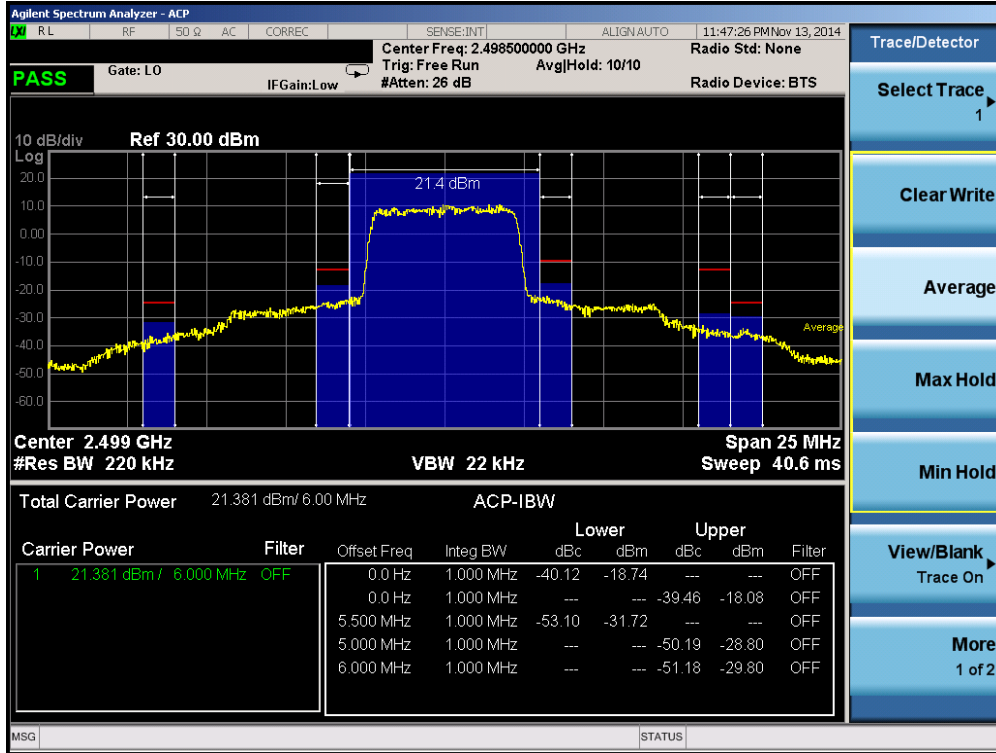 Agilent Spectrum Analyzer - ACP
LXI RL RF 50 Ω AC CORREC SENSE:INT ALIGN AUTO 11:47:26 PM Nov 13, 2014
Center Freq: 2.498500000 GHz Radio Std: None
Trig: Free Run Avg|Hold: 10/10
PASS Gate: LO IFGain:Low #Atten: 26 dB Radio Device: BTS
10 dB/div Ref 30.00 dBm
Log
20.0
21.4 dBm
10.0
0.00
-10.0
-20.0
-30.0
Average
-40.0
-50.0
-60.0
Center 2.499 GHz Span 25 MHz
#Res BW 220 kHz VBW 22 kHz Sweep 40.6 ms
Total Carrier Power 21.381 dBm/ 6.00 MHz ACP-IBW
Lower Upper
Carrier Power Filter Offset Freq Integ BW dBc dBm dBc dBm Filter
1 21.381 dBm / 6.000 MHz OFF 0.0 Hz 1.000 MHz -40.12 -18.74 --- --- OFF
0.0 Hz 1.000 MHz --- --- -39.46 -18.08 OFF
5.500 MHz 1.000 MHz -53.10 -31.72 --- --- OFF
5.000 MHz 1.000 MHz --- --- -50.19 -28.80 OFF
6.000 MHz 1.000 MHz --- --- -51.18 -29.80 OFF
MSG STATUS
Trace/Detector
Select Trace
1
Clear Write
Average
Max Hold
Min Hold
View/Blank
Trace On
More
1 of 2